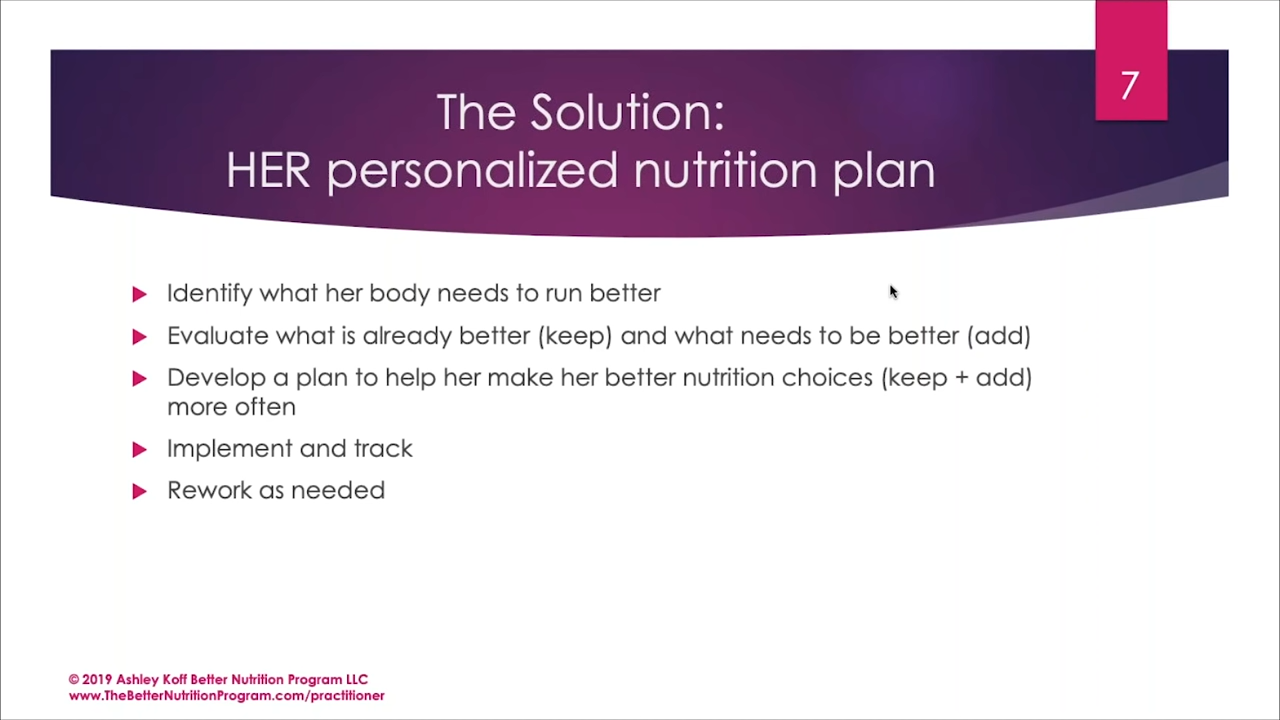 7
The Solution:
HER personalized nutrition plan
Identify what her body needs to run better
Evaluate what is already better (keep) and what needs to be better (add)
Develop a plan to help her make her better nutrition choices (keep + add)
more often
Implement and track
Rework as needed
© 2019 Ashley Koff Better Nutrition Program LLC
www.TheBetterNutritionProgram.com/practitioner